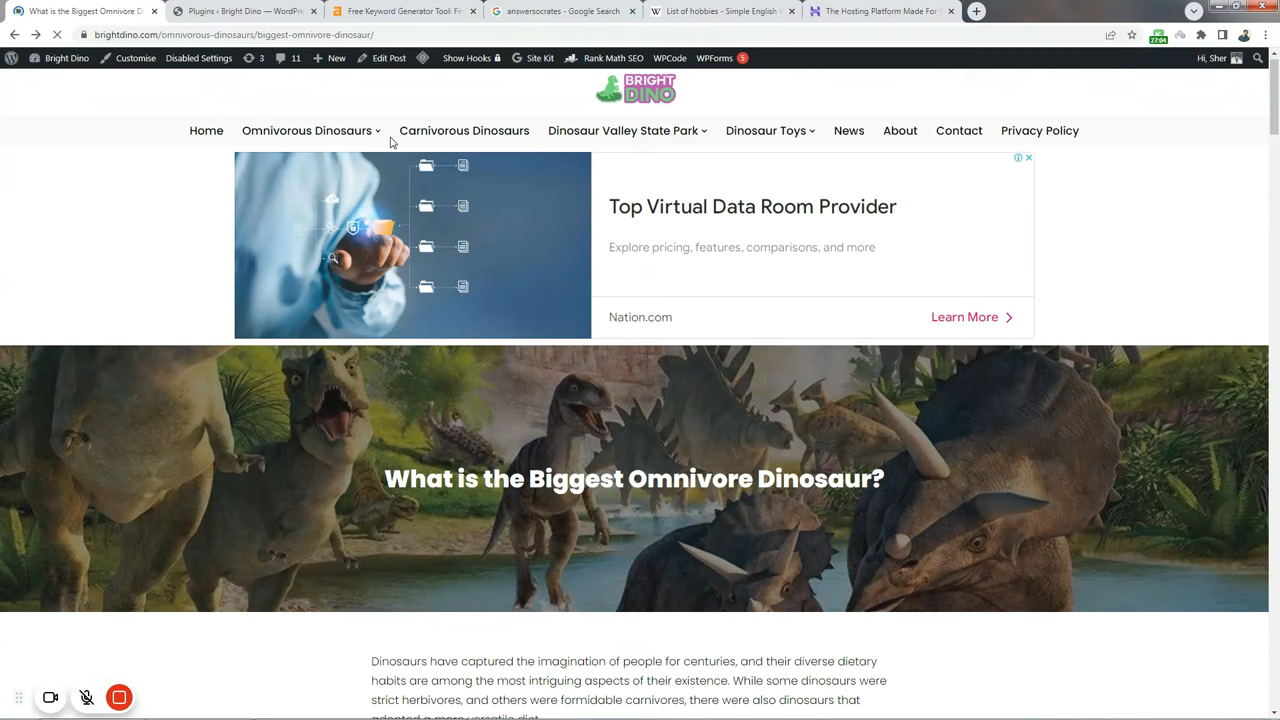 What is the Biggest Omnivore D
Plugins ‹ Bright Dino — WordPre
Free Keyword Generator Tool: Fin
answersocrates - Google Search
List of hobbies - Simple English W
The Hosting Platform Made For
brightdino.com/omnivorous-dinosaurs/biggest-omnivore-dinosaur/
27:04
Bright Dino Customise Disabled Settings 3 11 New Edit Post Show Hooks Site Kit Rank Math SEO WPCode WPForms 5 Hi, Sher
BRIGHT
DINO
Home Omnivorous Dinosaurs Carnivorous Dinosaurs Dinosaur Valley State Park Dinosaur Toys News About Contact Privacy Policy
Top Virtual Data Room Provider
Explore pricing, features, comparisons, and more
Nation.com Learn More
What is the Biggest Omnivore Dinosaur?
Dinosaurs have captured the imagination of people for centuries, and their diverse dietary
habits are among the most intriguing aspects of their existence. While some dinosaurs were
strict herbivores, and others were formidable carnivores, there were also dinosaurs that
adopted a more versatile diet.